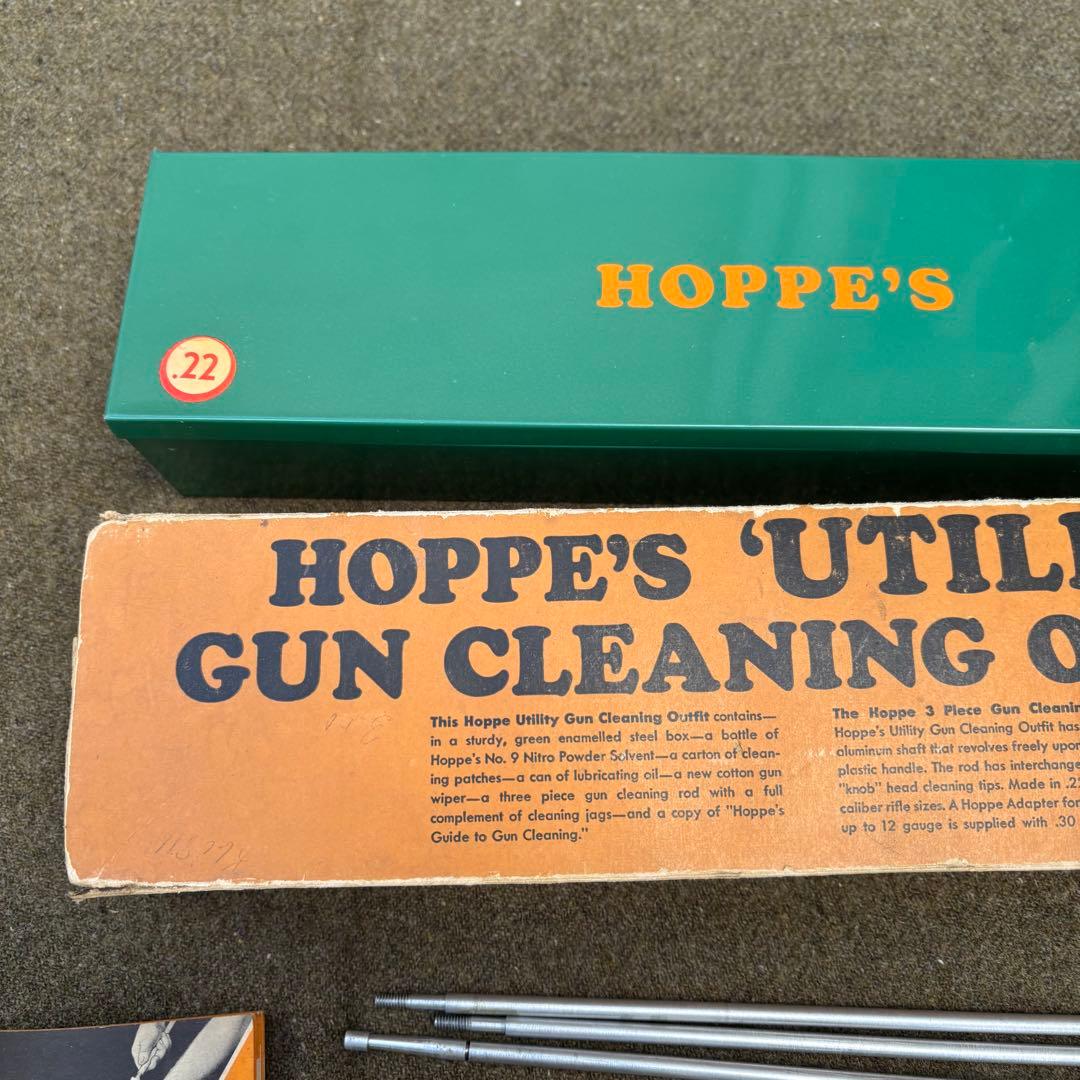 HOPPE'S
.22
HOPPE'S 'UTILI
GUN CLEANING O
This Hoppe Utility Gun Cleaning Outfit contains—
in a sturdy, green enamelled steel box—a bottle of
Hoppe's No. 9 Nitro Powder Solvent—a carton of clean-
ing patches—a can of lubricating oil—a new cotton gun
wiper—a three piece gun cleaning rod with a full
complement of cleaning jags—and a copy of "Hoppe's
Guide to Gun Cleaning."
The Hoppe 3 Piece Gun Cleanin
Hoppe's Utility Gun Cleaning Outfit has
aluminum shaft that revolves freely upon
plastic handle. The rod has interchange
"knob" head cleaning tips. Made in .22
caliber rifle sizes. A Hoppe Adapter for
up to 12 gauge is supplied with .30